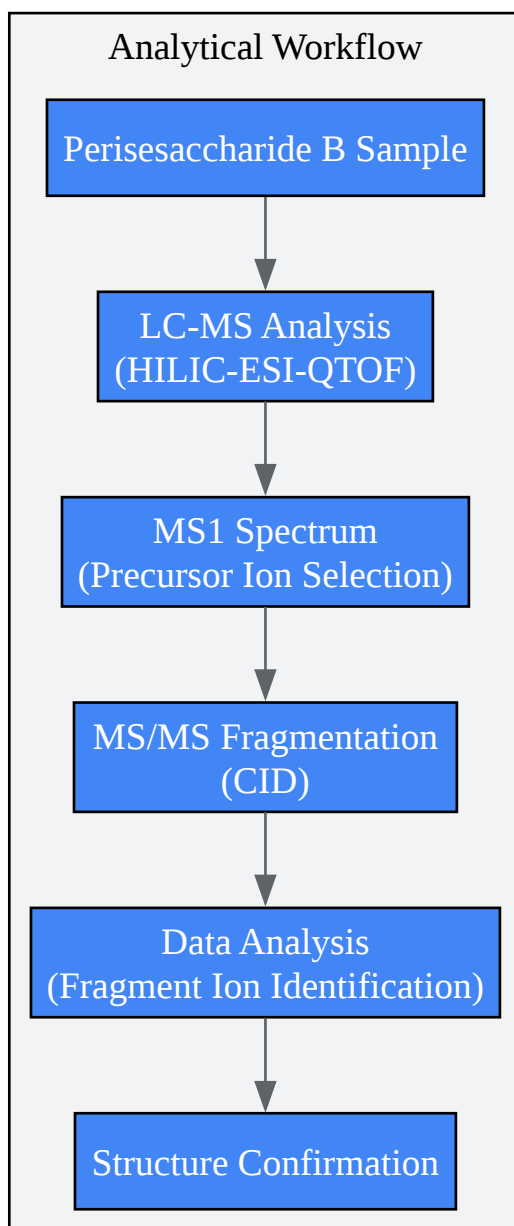 Analytical Workflow
Perisesaccharide B Sample
LC-MS Analysis
(HILIC-ESI-QTOF)
MS1 Spectrum
(Precursor Ion Selection)
MS/MS Fragmentation
(CID)
Data Analysis
(Fragment Ion Identification)
Structure Confirmation